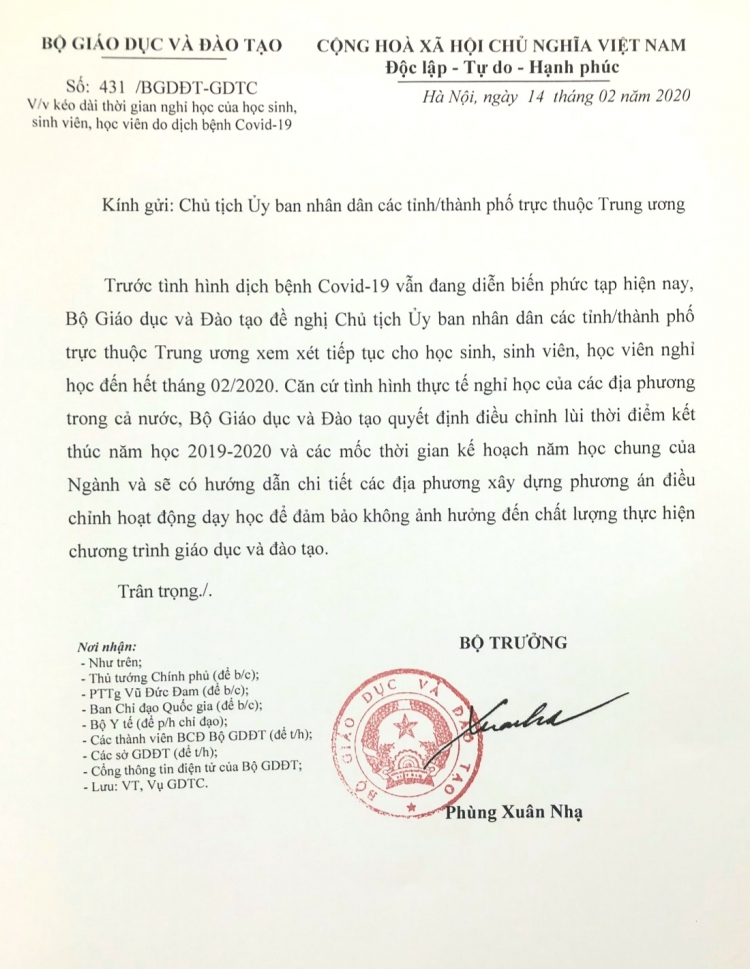 BỘ GIÁO DỤC VÀ ĐÀO TẠO
CỘNG HOÀ XÃ HỘI CHỦ NGHĨA VIỆT NAM
Độc lập - Tự do - Hạnh phúc
Số: 431 /BGDĐT-GDTC
V/v kéo dài thời gian nghỉ học của học sinh,
sinh viên, học viên do dịch bệnh Covid-19
Hà Nội, ngày 14 tháng 02 năm 2020
Kính gửi: Chủ tịch Ủy ban nhân dân các tỉnh/thành phố trực thuộc Trung ương
Trước tình hình dịch bệnh Covid-19 vẫn đang diễn biến phức tạp hiện nay,
Bộ Giáo dục và Đào tạo đề nghị Chủ tịch Ủy ban nhân dân các tỉnh/thành phố
trực thuộc Trung ương xem xét tiếp tục cho học sinh, sinh viên, học viên nghỉ
học đến hết tháng 02/2020. Căn cứ tình hình thực tế nghỉ học của các địa phương
trong cả nước, Bộ Giáo dục và Đào tạo quyết định điều chỉnh lùi thời điểm kết
thúc năm học 2019-2020 và các mốc thời gian kế hoạch năm học chung của
Ngành và sẽ có hướng dẫn chi tiết các địa phương xây dựng phương án điều
chỉnh hoạt động dạy học để đảm bảo không ảnh hưởng đến chất lượng thực hiện
chương trình giáo dục và đào tạo.
Trân trọng./.
Nơi nhận:
- Như trên;
- Thủ tướng Chính phủ (để b/c);
- PTTg Vũ Đức Đam (để b/c);
- Ban Chỉ đạo Quốc gia (để b/c);
- Bộ Y tế (để p/h chỉ đạo);
- Các thành viên BCĐ Bộ GDĐT (để t/h);
- Các sở GDĐT (để t/h);
- Cổng thông tin điện tử của Bộ GDĐT;
- Lưu: VT, Vụ GDTC.
BỘ TRƯỞNG
BỘ GIÁO DỤC VÀ ĐÀO TẠO
Phùng Xuân Nhạ